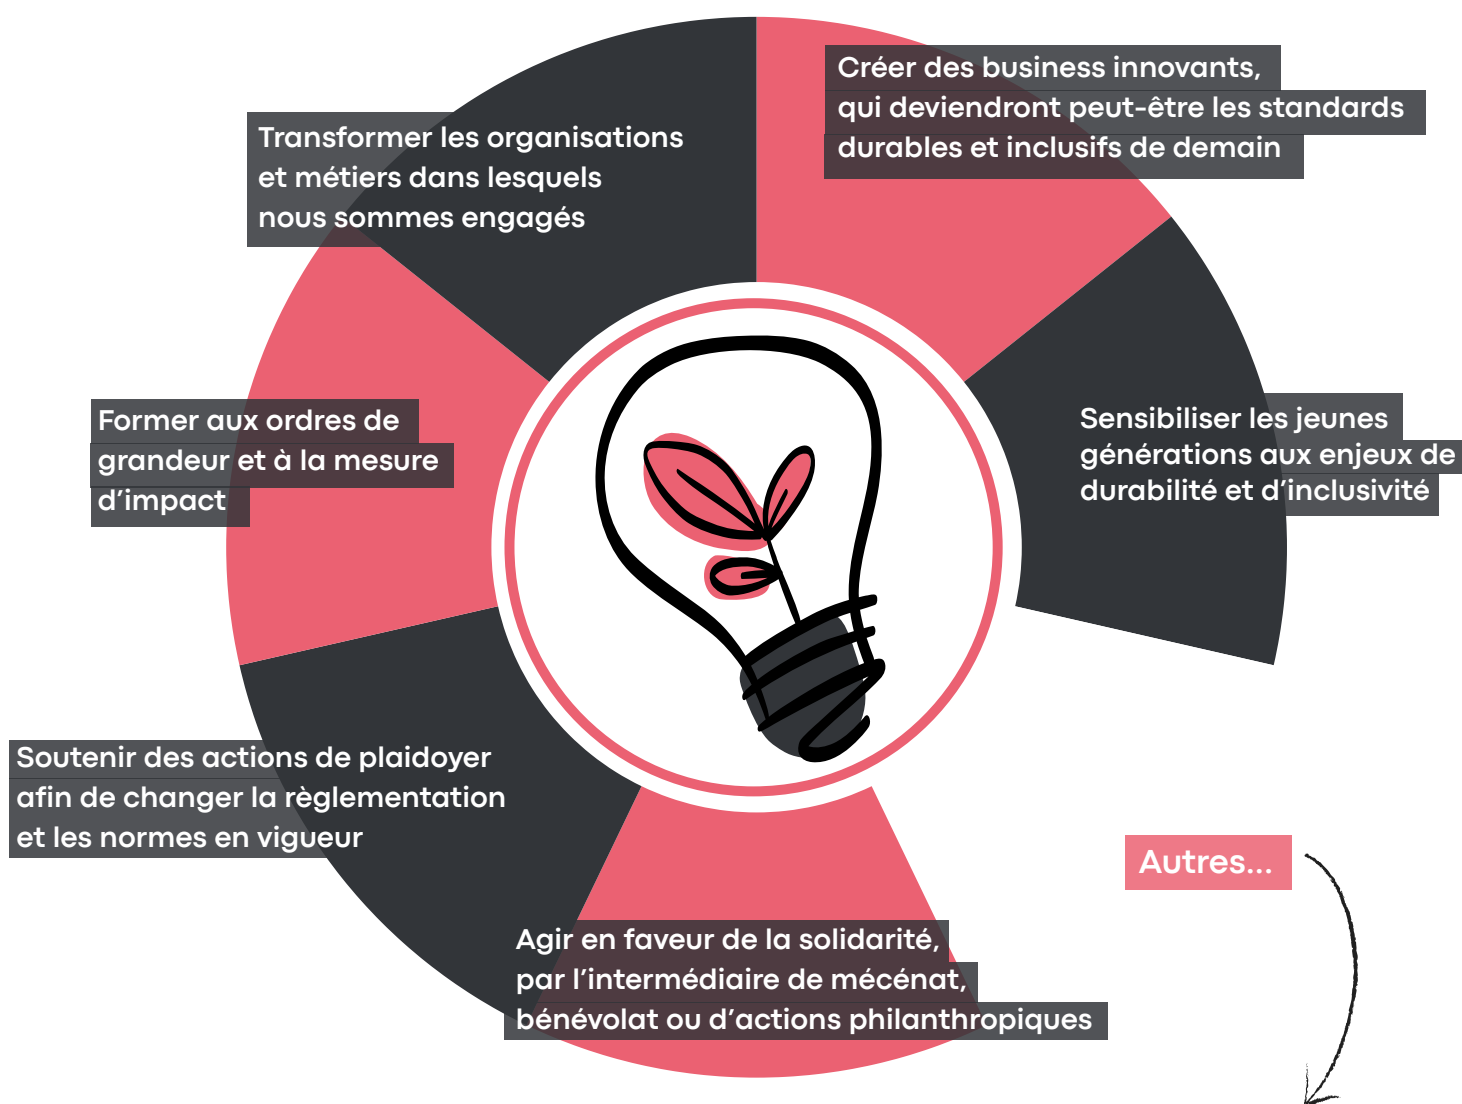 Créer des business innovants,
qui deviendront peut-être les standards
durables et inclusifs de demain
Transformer les organisations
et métiers dans lesquels
nous sommes engagés
Sensibiliser les jeunes
générations aux enjeux de
durabilité et d’inclusivité
Former aux ordres de
grandeur et à la mesure
d’impact
Soutenir des actions de plaidoyer
afin de changer la règlementation
et les normes en vigueur
Autres...
Agir en faveur de la solidarité,
par l’intermédiaire de mécénat,
bénévolat ou d’actions philanthropiques